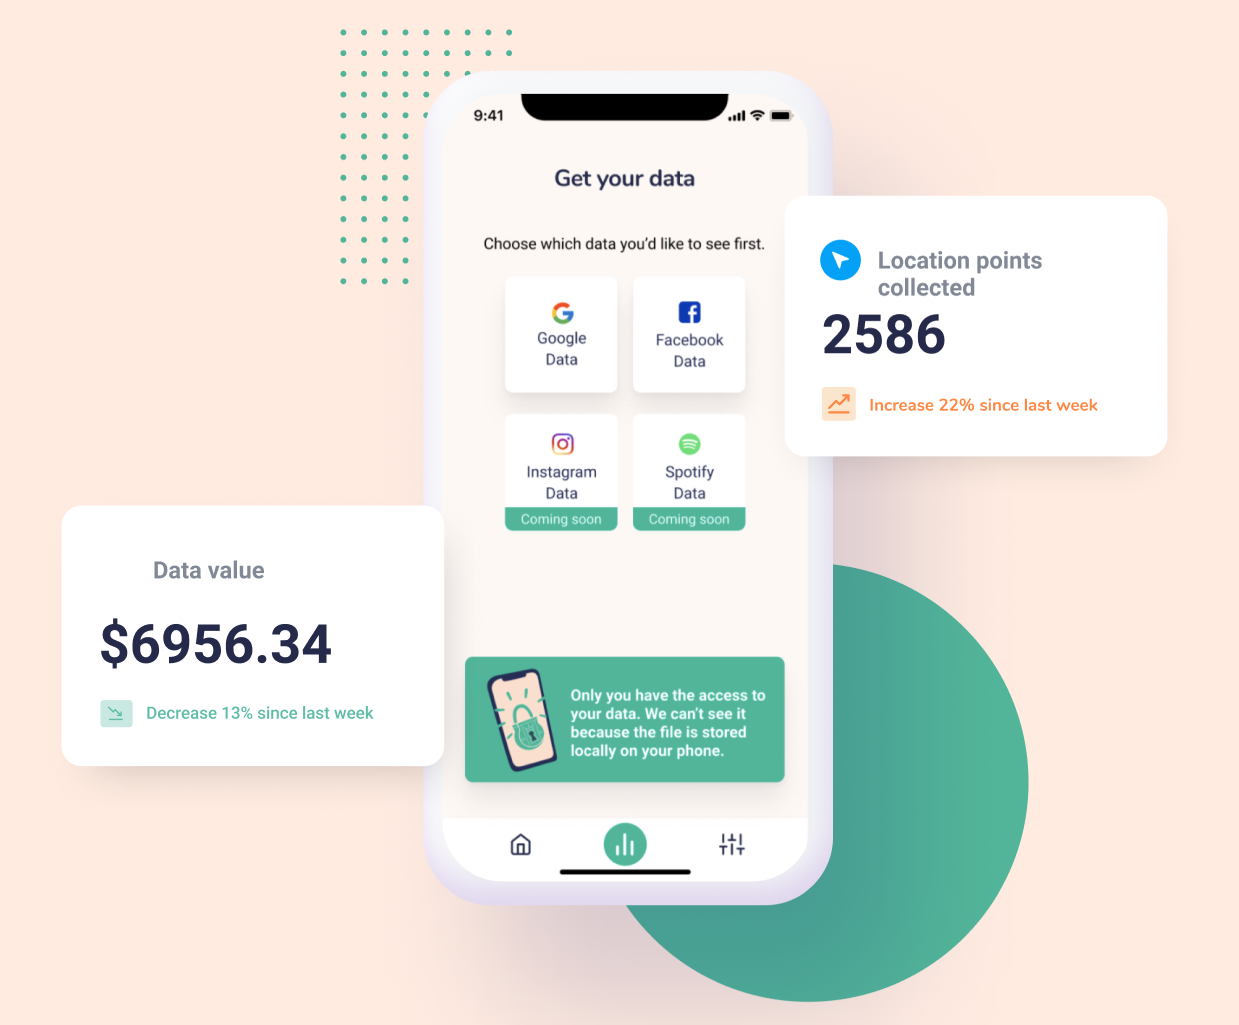 9:41
Get your data
Choose which data you'd like to see first.
Google
Data
Facebook
Data
Instagram
Data
Coming soon
Spotify
Data
Coming soon
Location points
collected
2586
Increase 22% since last week
Data value
$6956.34
Decrease 13% since last week
Only you have the access to
your data. We can't see it
because the file is stored
locally on your phone.